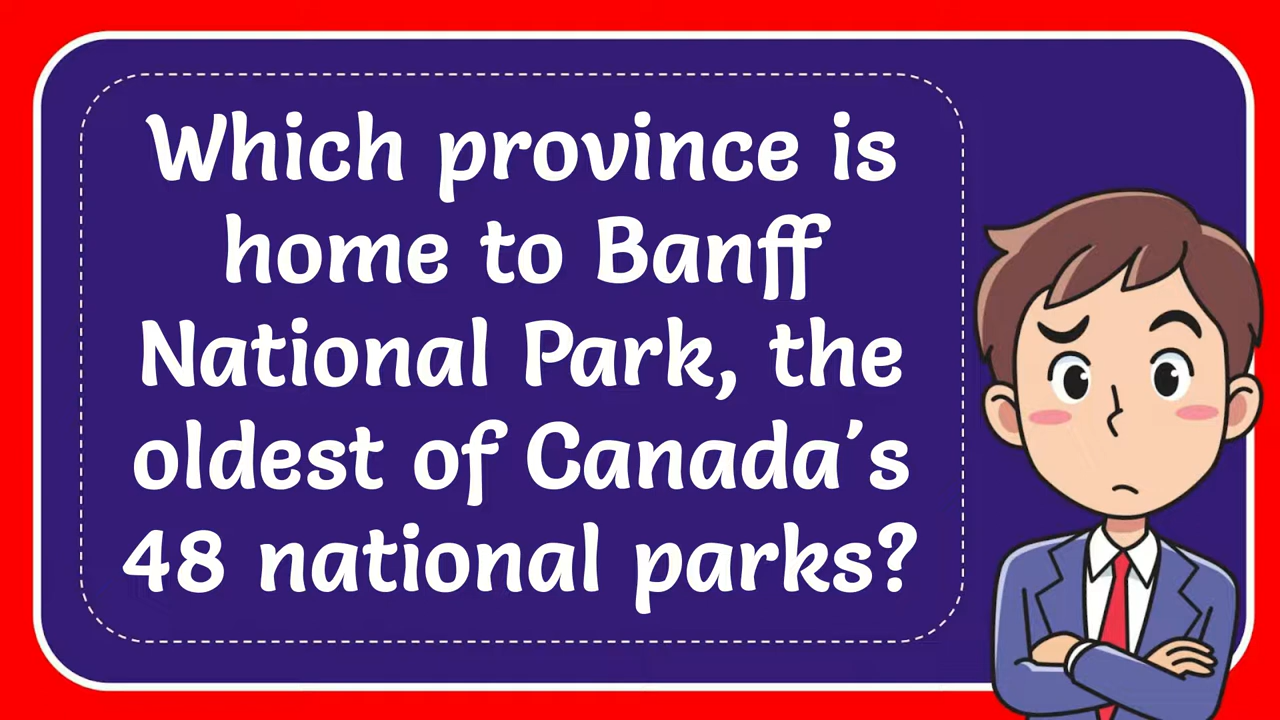 Which province is
home to Banff
National Park, the
oldest of Canada's
48 national parks?